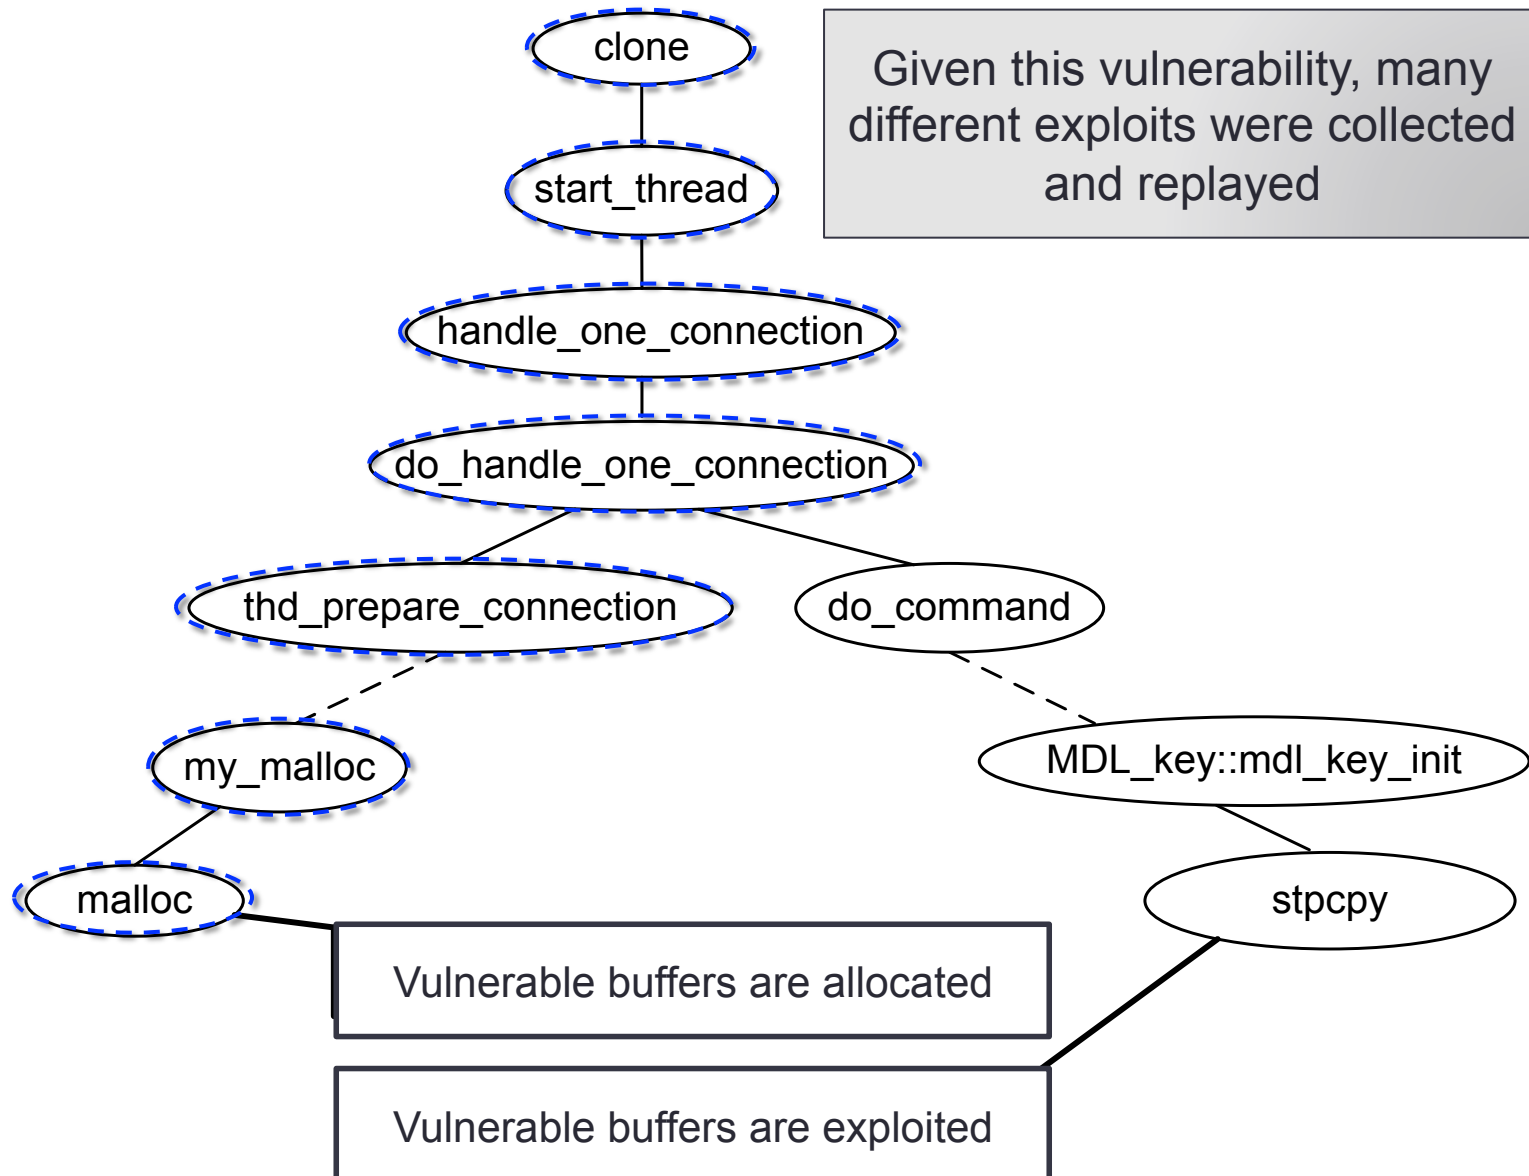 clone
Given this vulnerability, many
different exploits were collected
and replayed
start_thread
handle_one_connection
do_handle_one_connection
thd_prepare_connection
do_command
my_malloc
MDL_key::mdl_key_init
malloc
stpcpy
Vulnerable buffers are allocated
Vulnerable buffers are exploited